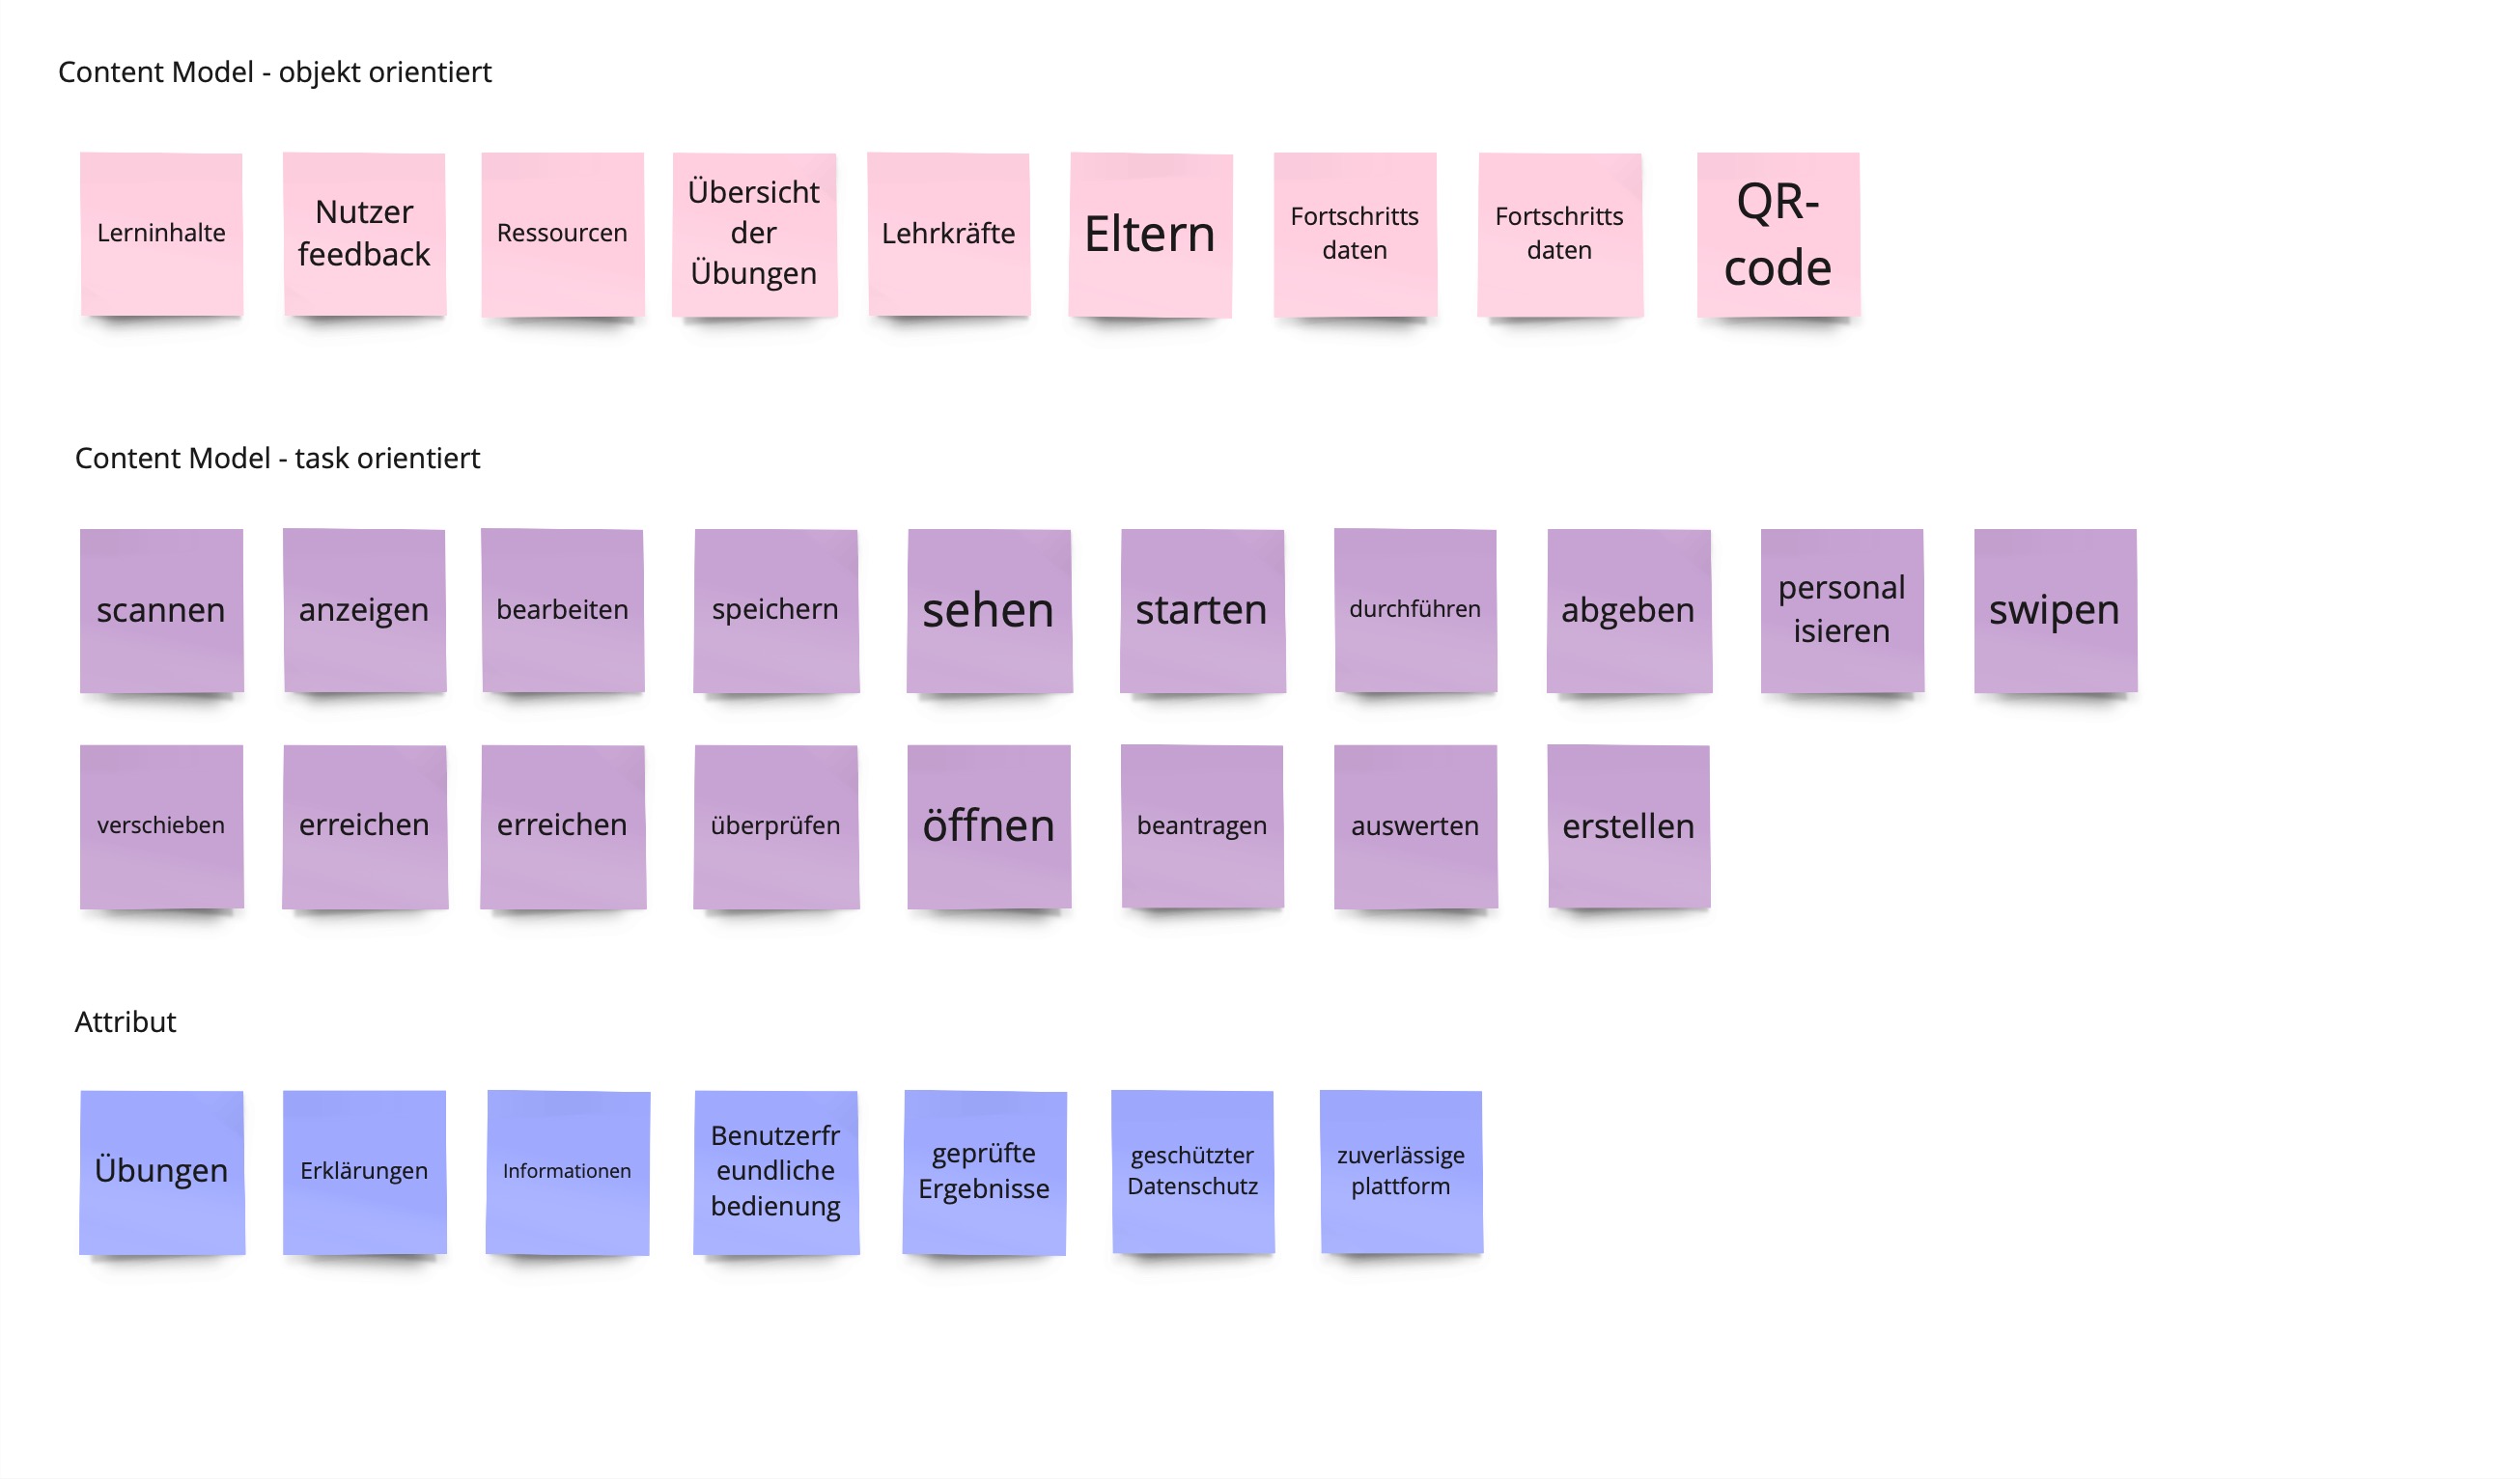 Content Model - objekt orientiert
Lerninhalte
Nutzer
feedback
Ressourcen
Übersicht
der
Übungen
Lehrkräfte
Eltern
Fortschritts
daten
Fortschritts
daten
QR-
code
Content Model - task orientiert
scannen
anzeigen
bearbeiten
speichern
sehen
starten
durchführen
abgeben
personal
isieren
swipen
verschieben
erreichen
erreichen
überprüfen
öffnen
beantragen
auswerten
erstellen
Attribut
Übungen
Erklärungen
Informationen
Benutzerfr
eundliche
bedienung
geprüfte
Ergebnisse
geschützter
Datenschutz
zuverlässige
plattform